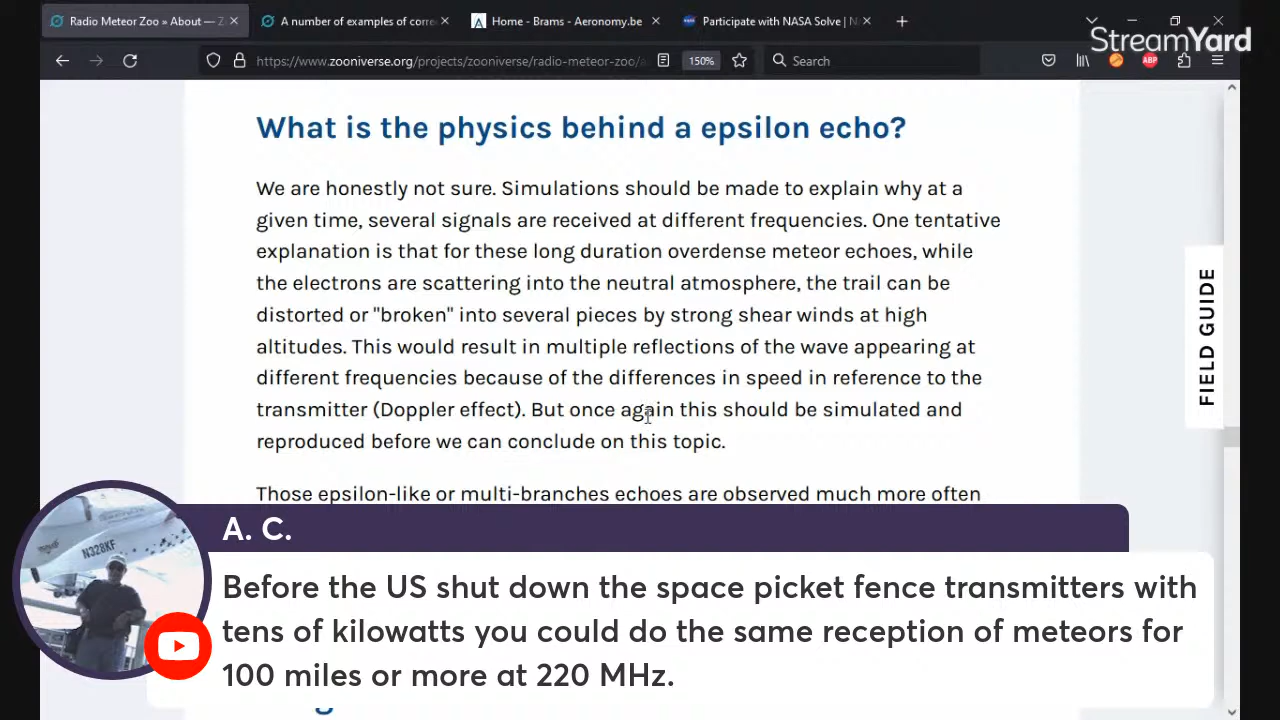 Radio Meteor Zoo » About — Z
A number of examples of corre
Home - Brams - Aeronomy.be
Participate with NASA Solve | N
StreamYard
https://www.zooniverse.org/projects/zooniverse/radio-meteor-zoo/a
150%
Search
ABP
What is the physics behind a epsilon echo?
We are honestly not sure. Simulations should be made to explain why at a
given time, several signals are received at different frequencies. One tentative
explanation is that for these long duration overdense meteor echoes, while
the electrons are scattering into the neutral atmosphere, the trail can be
distorted or "broken" into several pieces by strong shear winds at high
altitudes. This would result in multiple reflections of the wave appearing at
different frequencies because of the differences in speed in reference to the
transmitter (Doppler effect). But once again this should be simulated and
reproduced before we can conclude on this topic.
Those epsilon-like or multi-branches echoes are observed much more often
FIELD GUIDE
N328KF
A. C.
Before the US shut down the space picket fence transmitters with
tens of kilowatts you could do the same reception of meteors for
100 miles or more at 220 MHz.